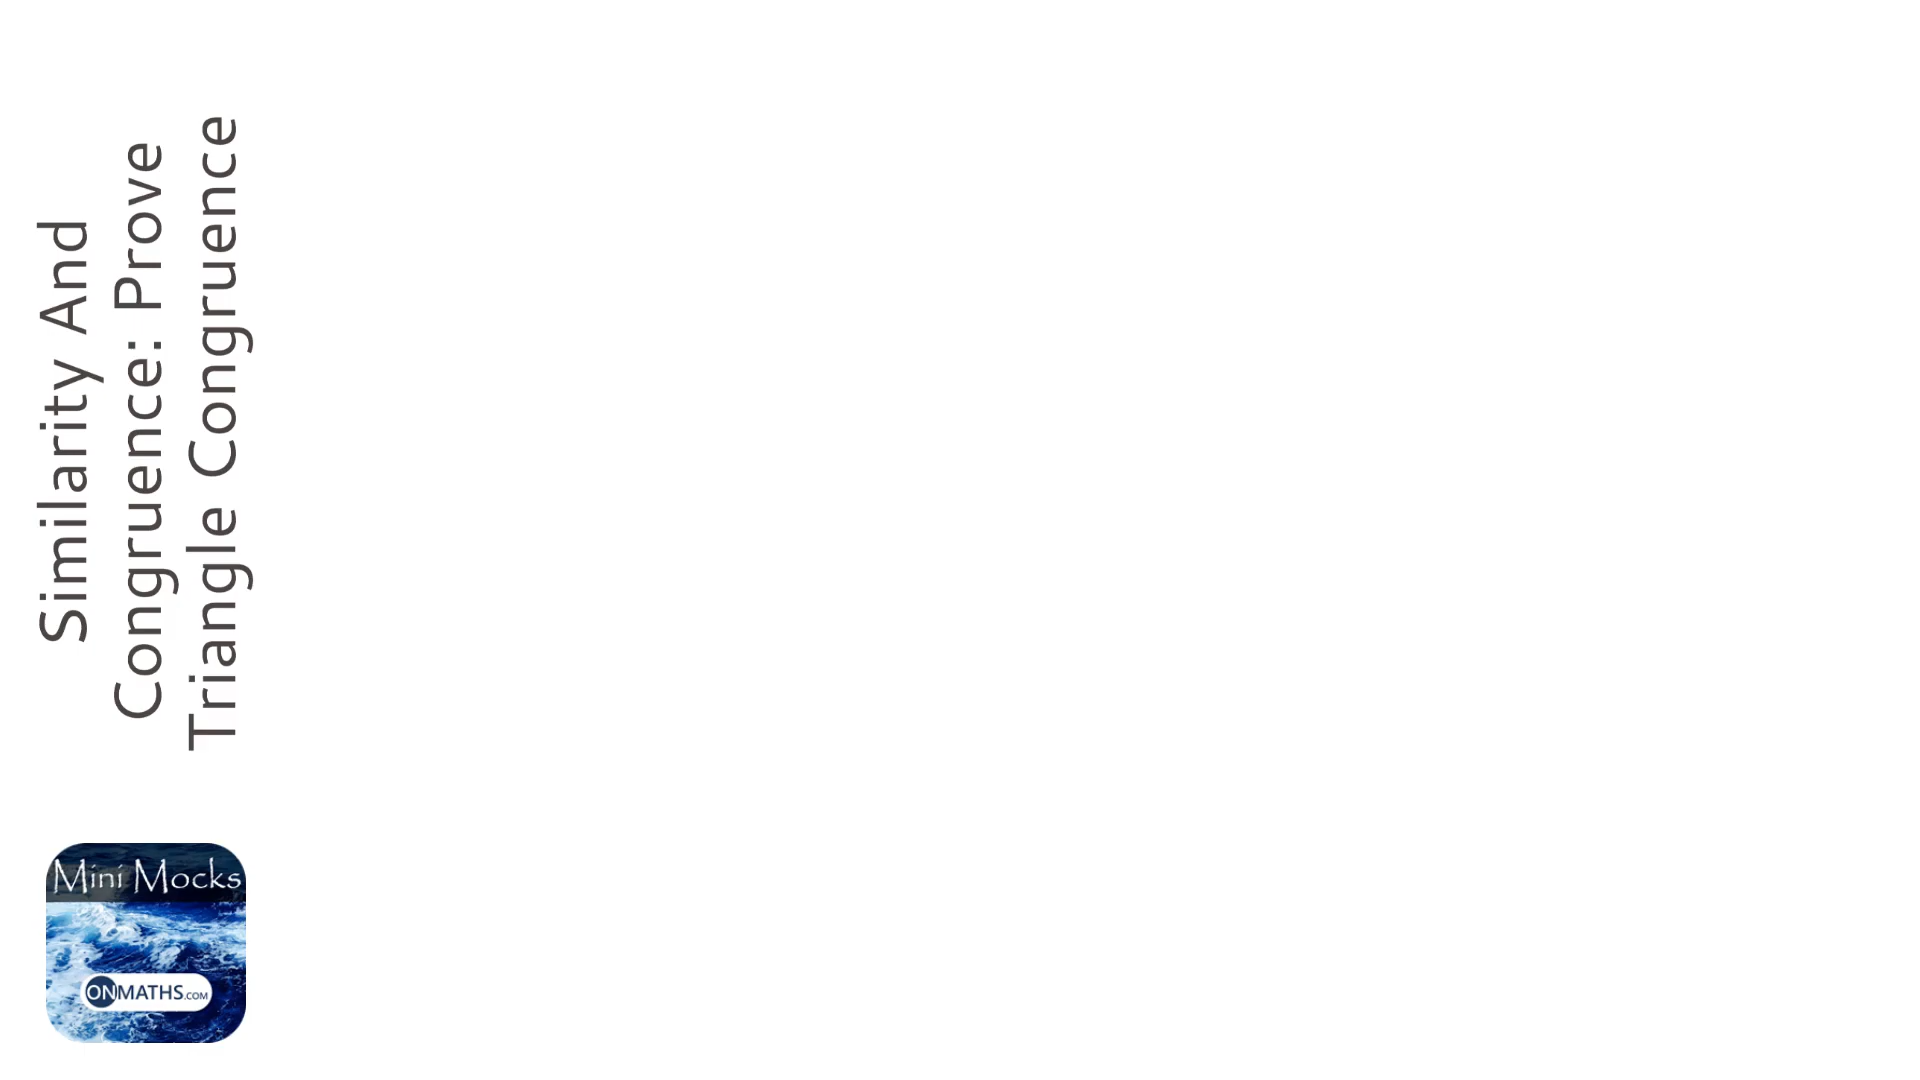 Similarity And
Congruence: Prove
Triangle Congruence
Mini Mocks
ONMATHS.COM